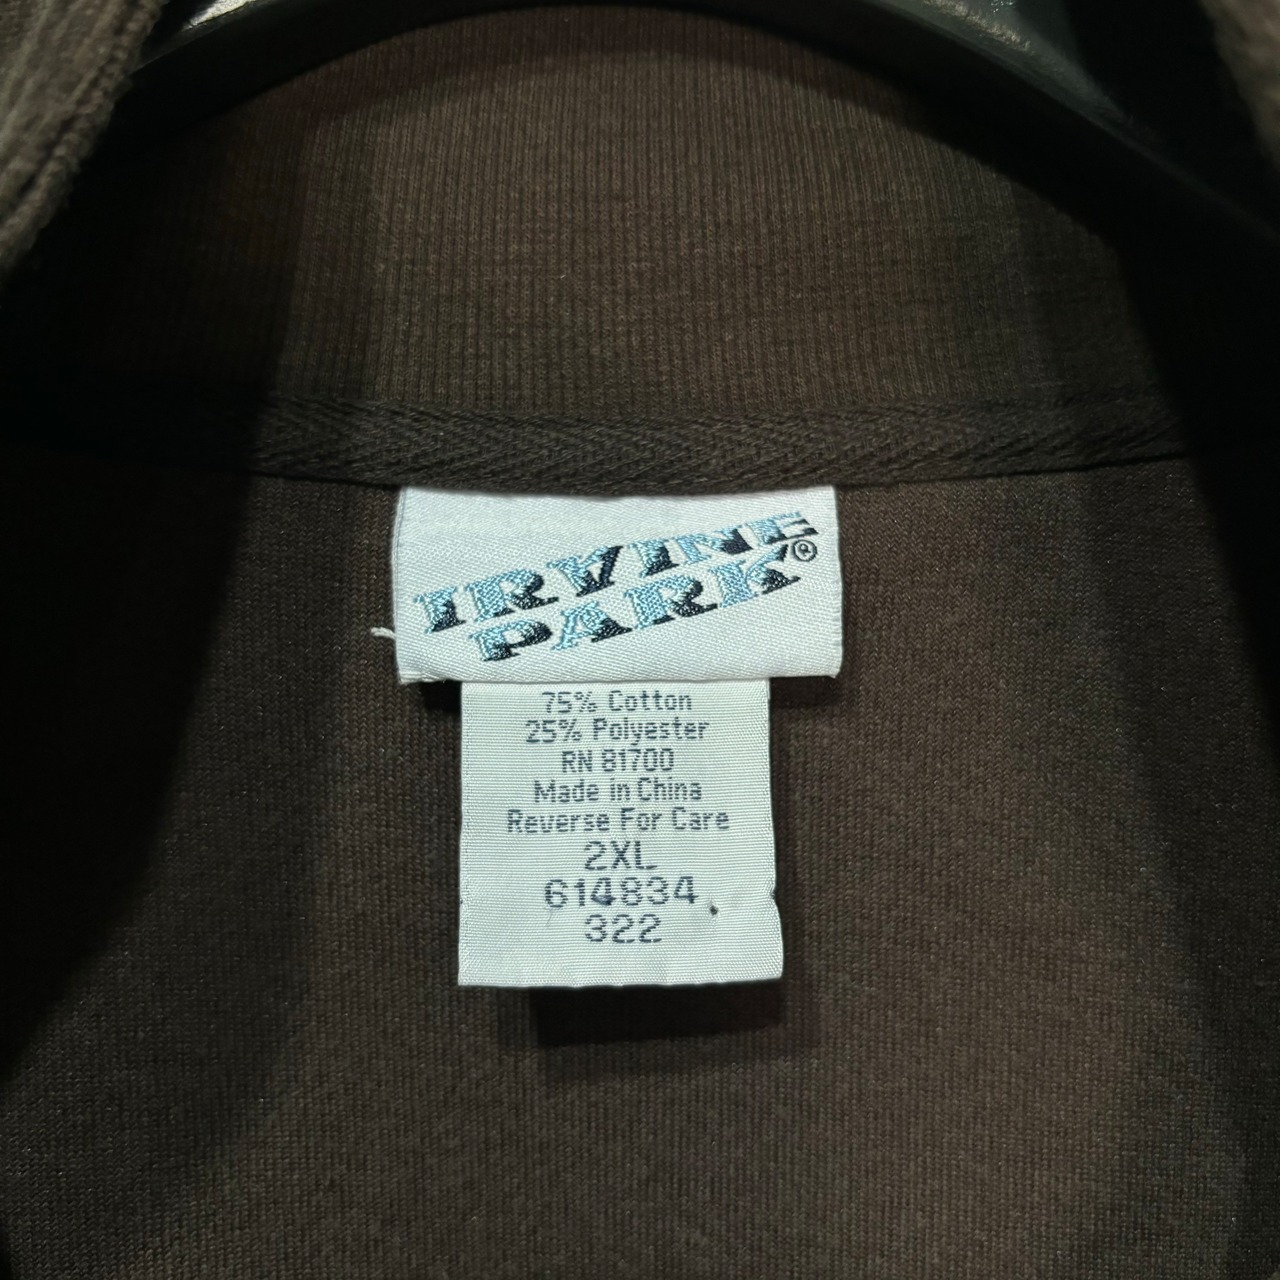 IRVINE
PARK®
75% Cotton
25% Polyester
RN 81700
Made in China
Reverse For Care
2XL
614834
322